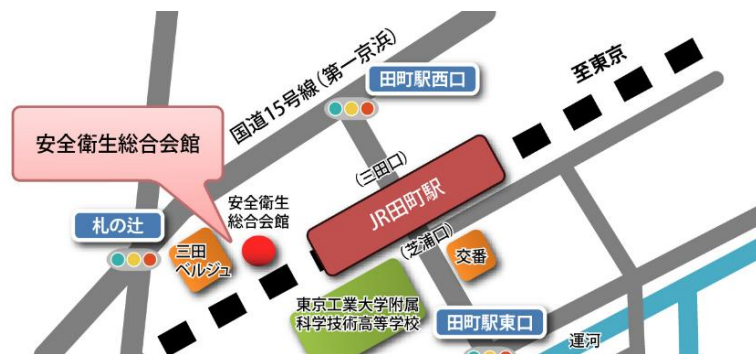 国道15号線(第一京浜)
田町駅西口
至東京
安全衛生総合会館
(三田口)
JR田町駅
安全衛生
総合会館
札の辻
三田
ベルジュ
(芝浦口)
交番
東京工業大学附属
科学技術高等学校
田町駅東口
運河